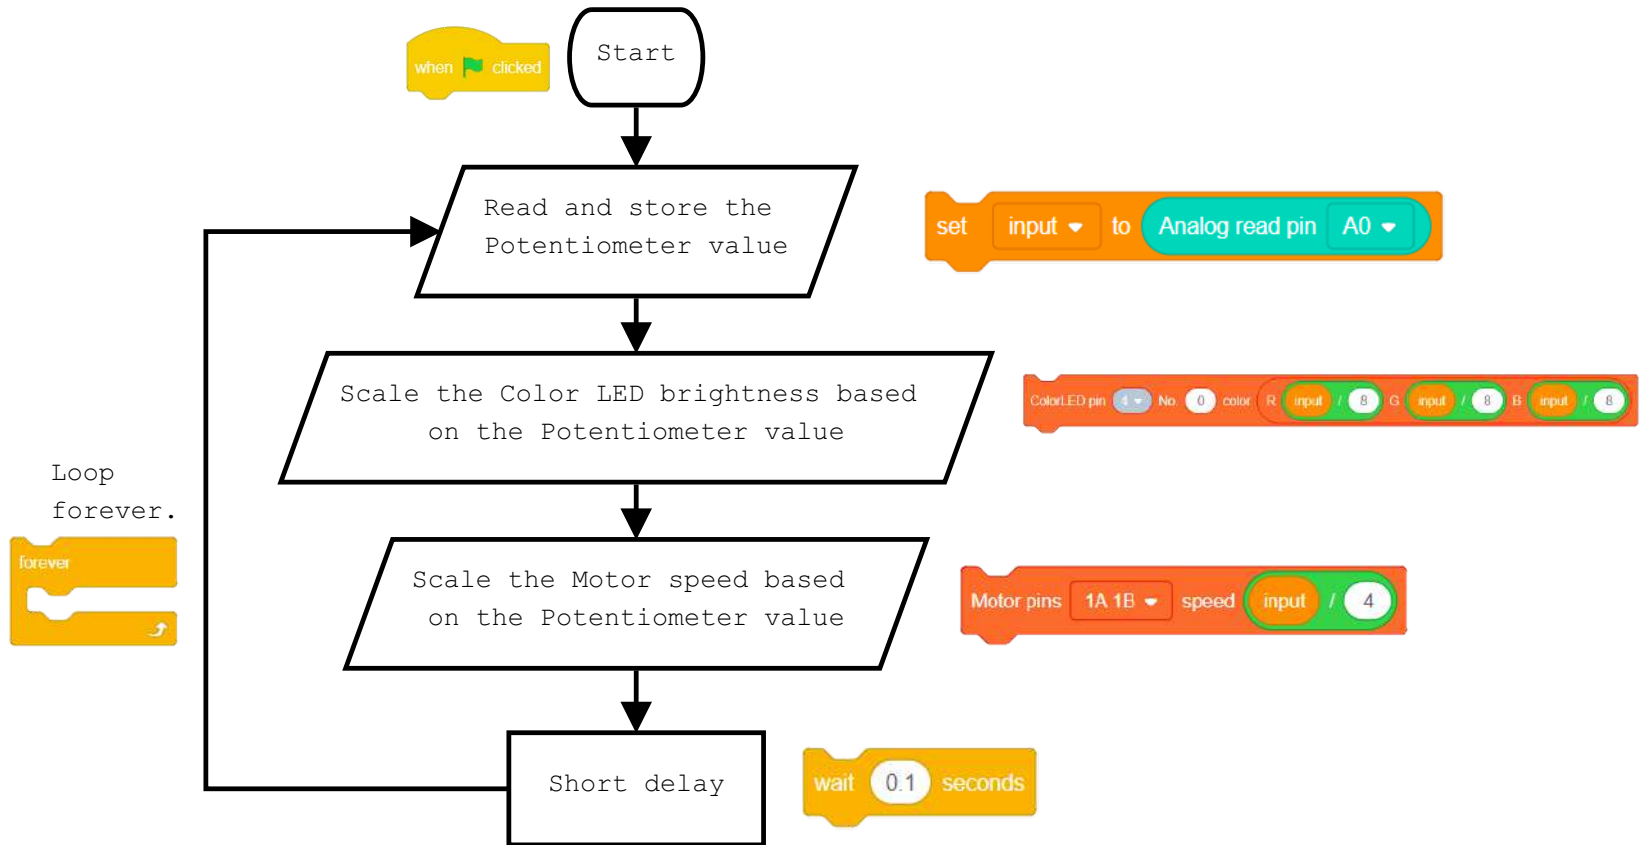 when clicked
Start
Read and store the
Potentiometer value
set input to Analog read pin A0
Scale the Color LED brightness based
on the Potentiometer value
ColorLED pin 4 No. 0 color R input / 8 G input / 8 B input / 8
Loop
forever.
forever
Scale the Motor speed based
on the Potentiometer value
Motor pins 1A 1B speed input / 4
Short delay
wait 0.1 seconds